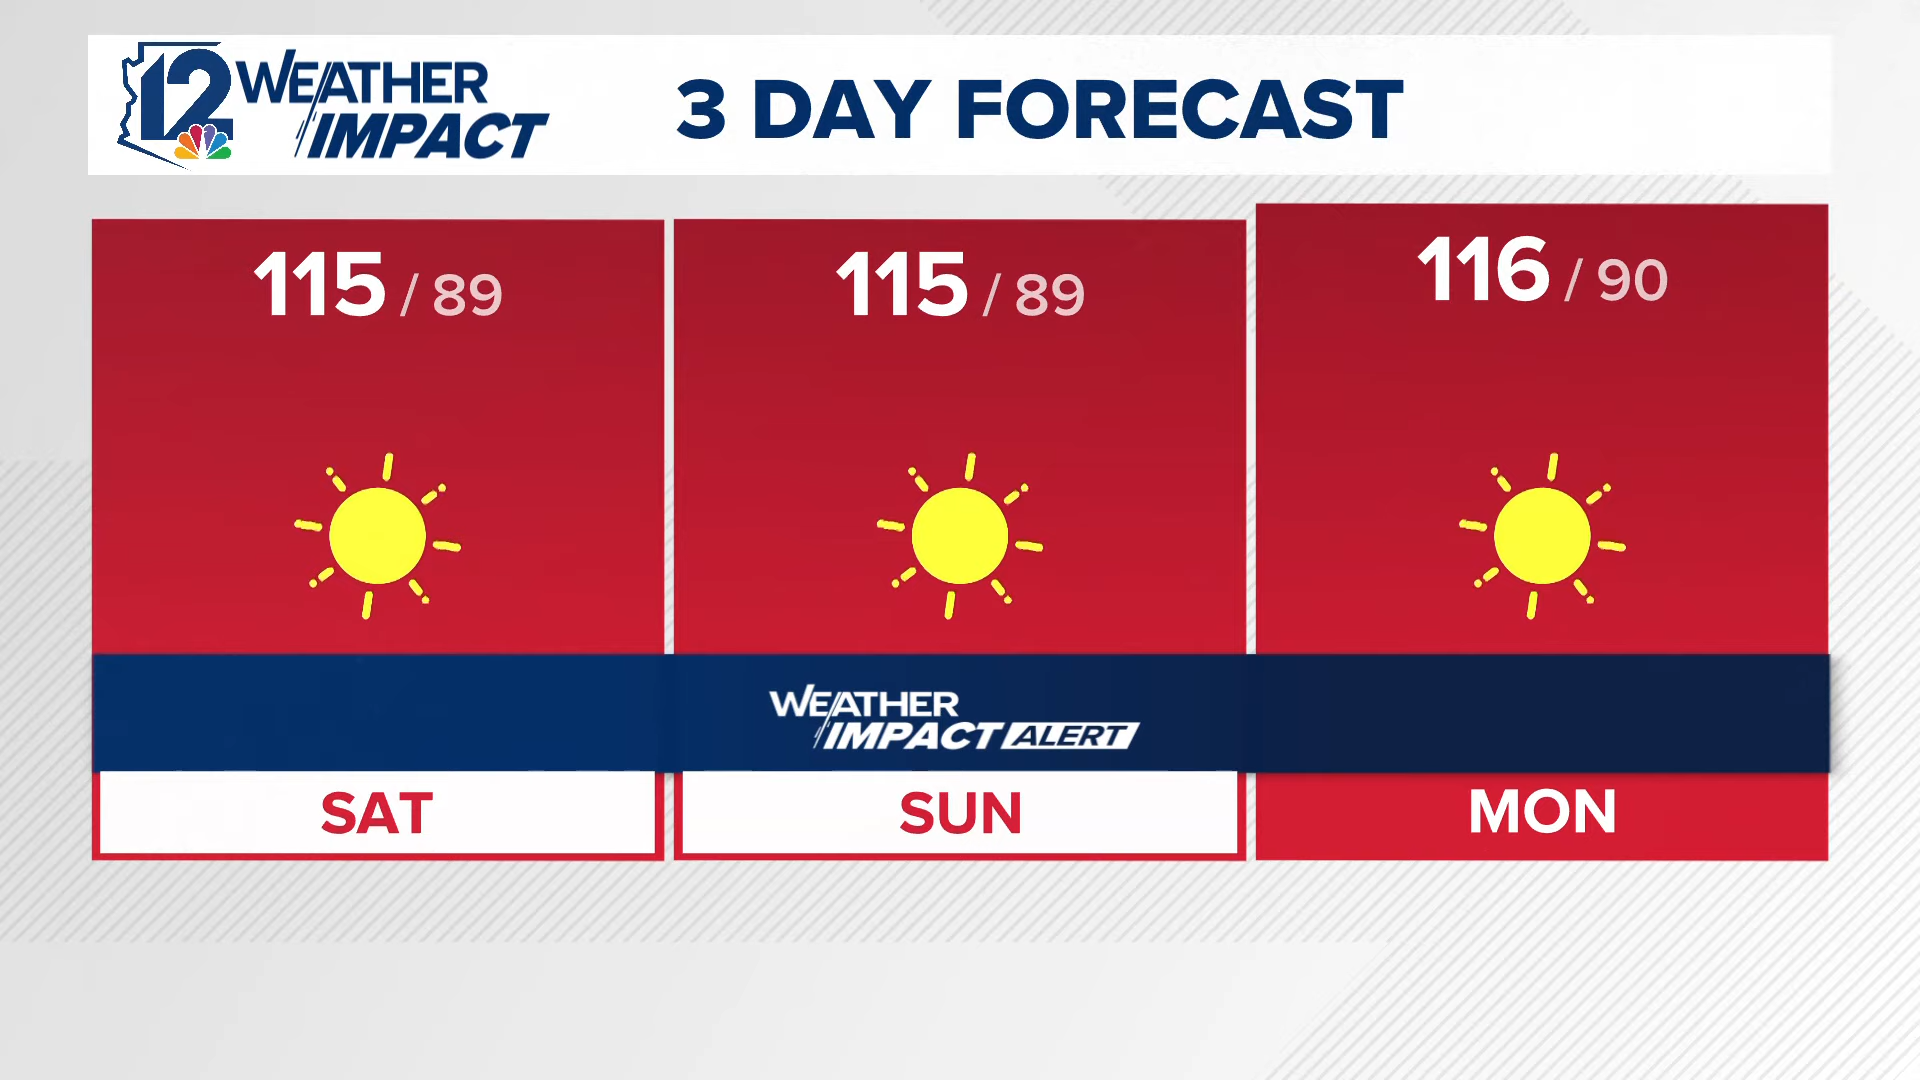 12 WEATHER
IMPACT
3 DAY FORECAST
115 / 89
115 / 89
116 / 90
WEATHER
IMPACT ALERT
SAT
SUN
MON